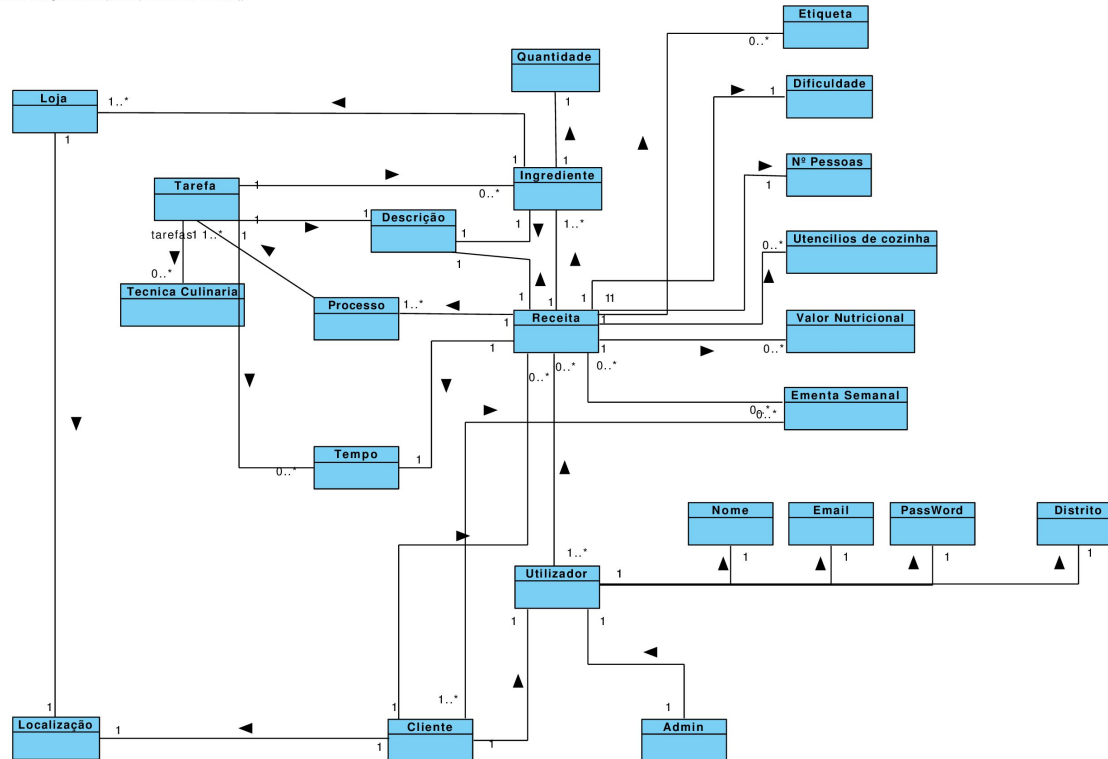 Etiqueta
0..*
Quantidade
1
Dificuldade
1
Loja
1..*
1
Nº Pessoas
1
1
1
Ingrediente
0..*
1
1..*
Tarefa
1
1
tarefas1
1..*
1
Descrição
1
1
1
Utencilios de cozinha
0..*
0..*
Tecnica Culinaria
Processo
1..*
1
1
1
11
Receita
1
1
1
1
0..*
0..*
0..*
Valor Nutricional
0..*
Ementa Semanal
0..*
0..*
Tempo
0..*
1
Nome
1
Email
1
PassWord
1
Distrito
1
1..*
Utilizador
1
1
1
Localização
1
1
Cliente
1
1..*
1
1
Admin
1